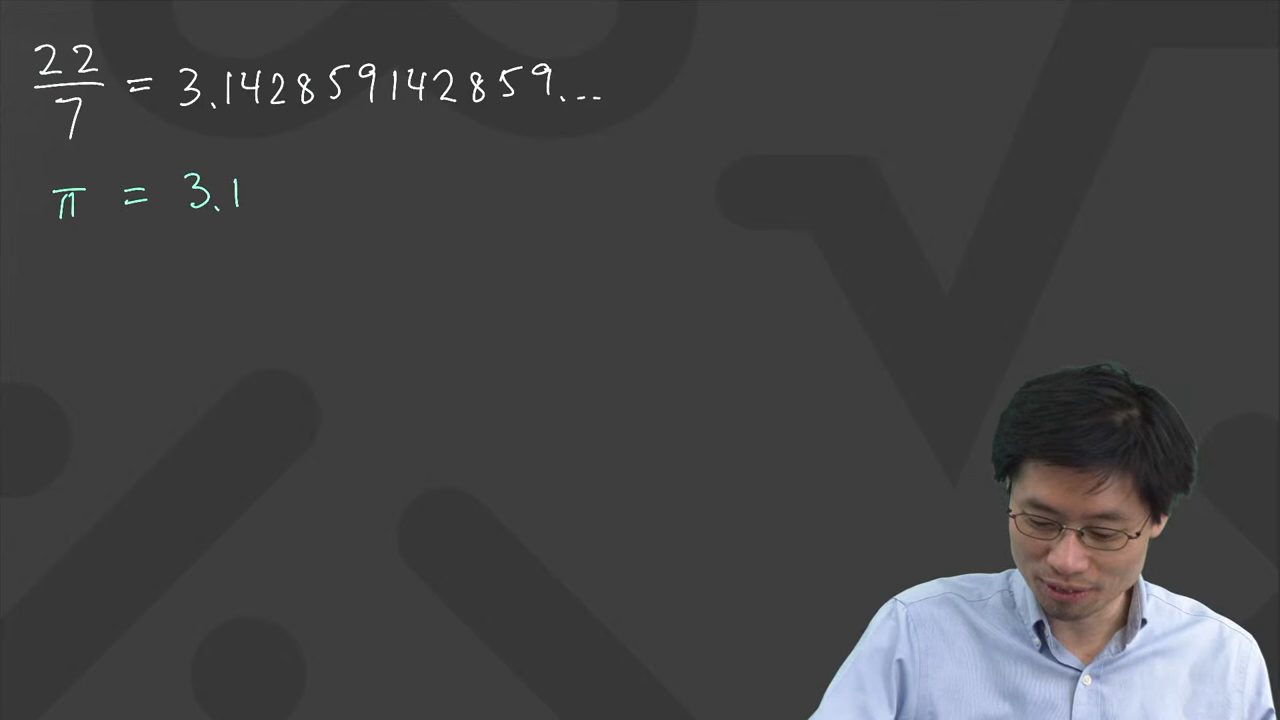 22/7 = 3.142859142859...
π = 3.1